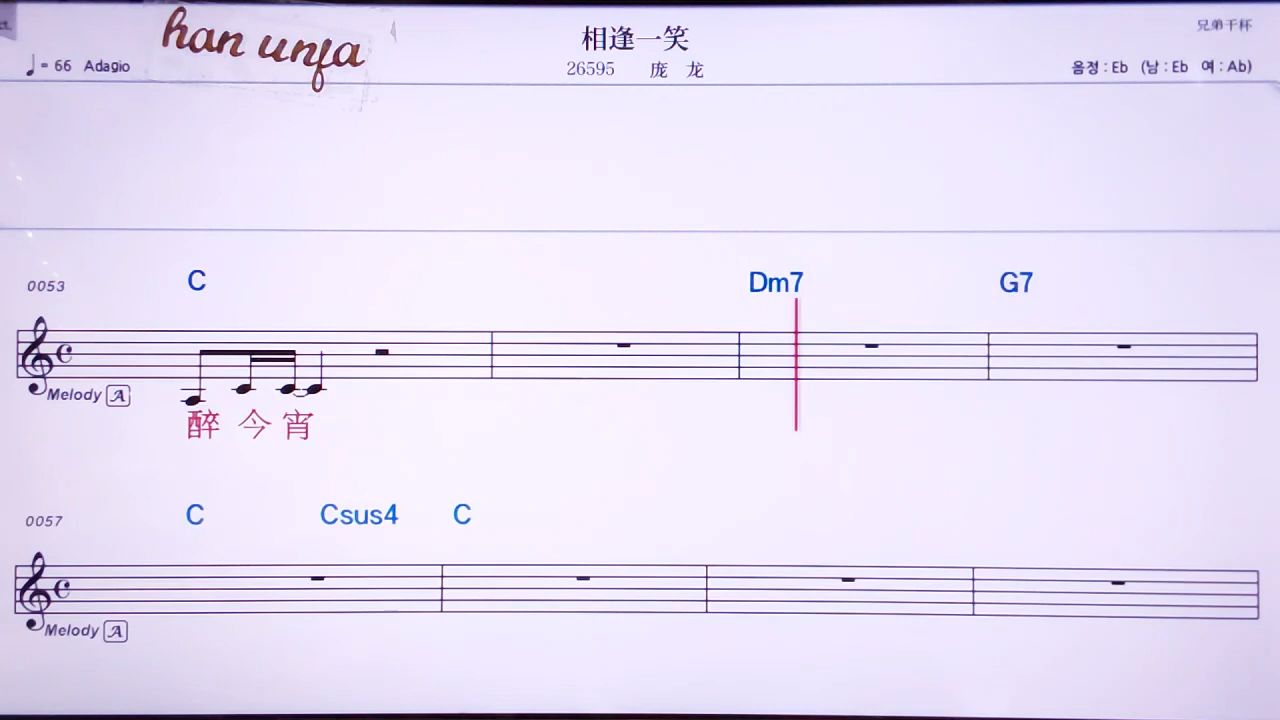 han unfa
相逢一笑
兄弟干杯
♩= 66 Adagio
26595 庞 龙
음정 : Eb (남 : Eb 여 : Ab)
C Dm7 G7
0053
Melody A
醉 今 宵
C Csus4 C
0057
Melody A